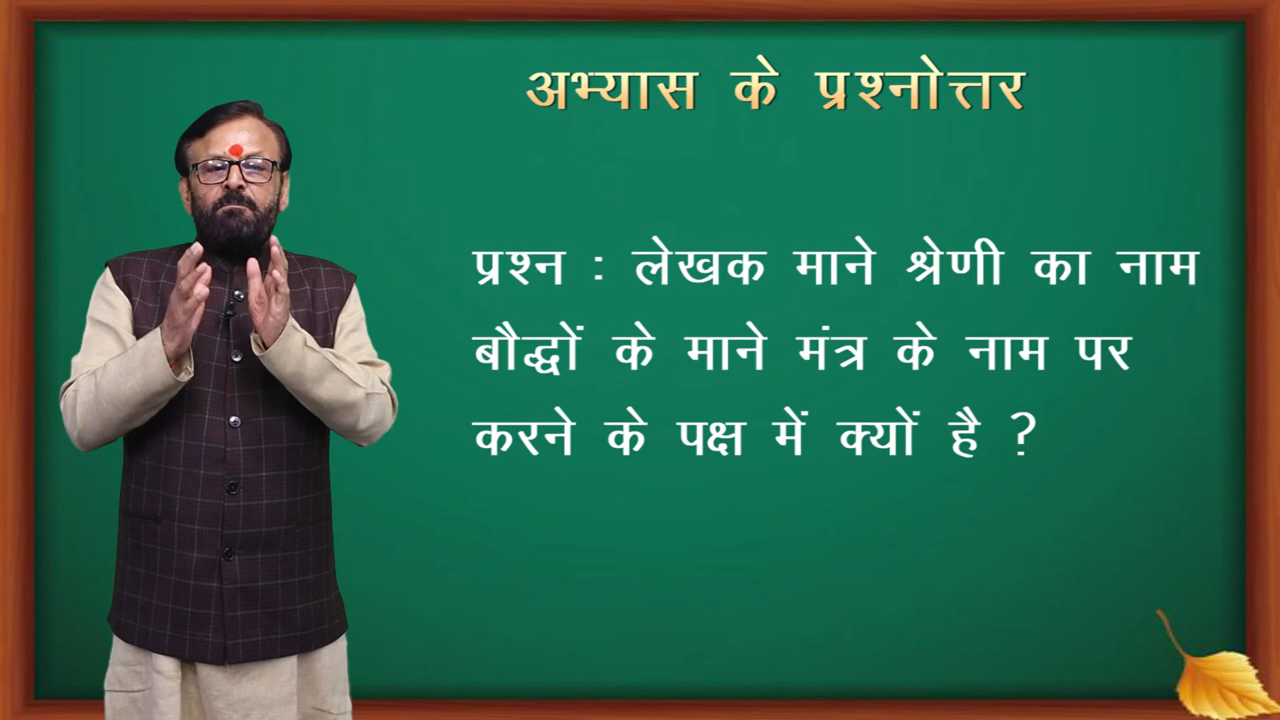 अभ्यास के प्रश्नोत्तर
प्रश्न : लेखक माने श्रेणी का नाम
बौद्धों के माने मंत्र के नाम पर
करने के पक्ष में क्यों है ?